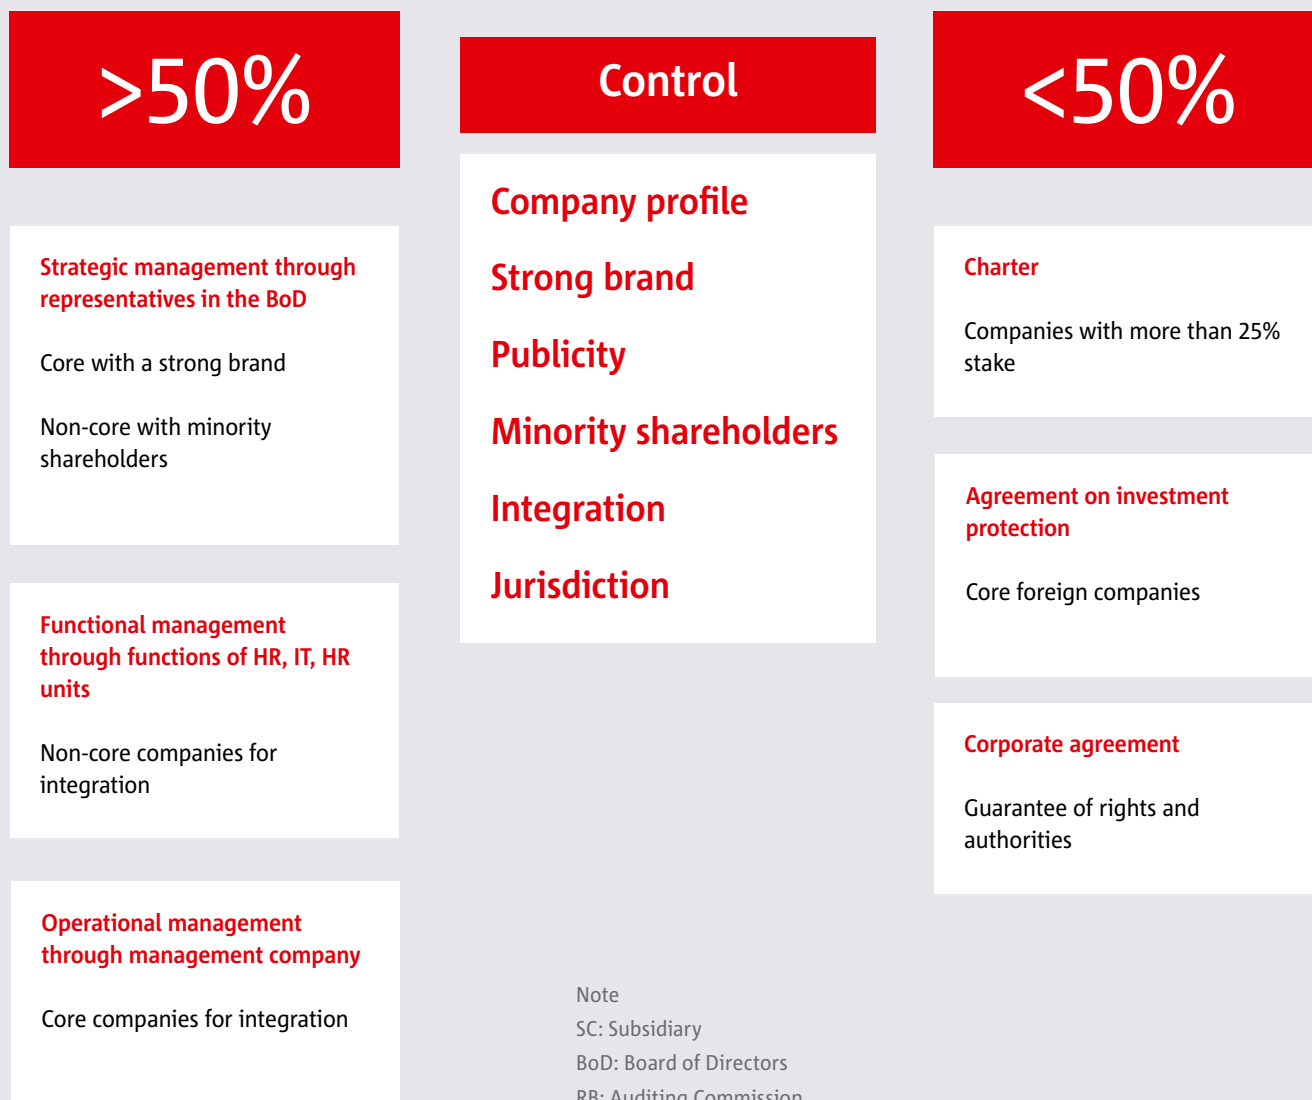 >50%
Strategic management through
representatives in the BoD
Core with a strong brand
Non-core with minority
shareholders
Functional management
through functions of HR, IT, HR
units
Non-core companies for
integration
Operational management
through management company
Core companies for integration
Control
Company profile
Strong brand
Publicity
Minority shareholders
Integration
Jurisdiction
Note
SC: Subsidiary
BoD: Board of Directors
RB: Auditing Commission
<50%
Charter
Companies with more than 25%
stake
Agreement on investment
protection
Core foreign companies
Corporate agreement
Guarantee of rights and
authorities